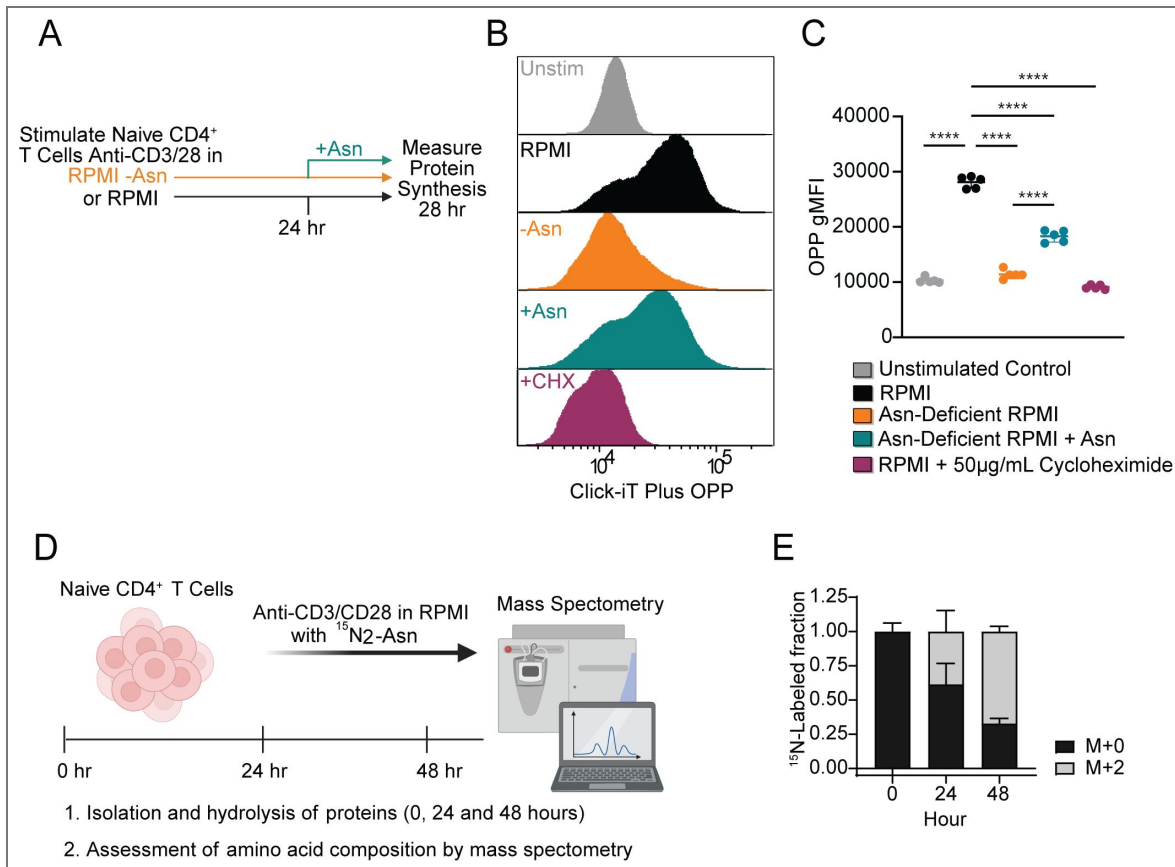 A
Stimulate Naive CD4⁺
T Cells Anti-CD3/28 in
RPMI -Asn
or RPMI
+Asn
24 hr
Measure
Protein
Synthesis
28 hr
B
Unstim
RPMI
-Asn
+Asn
+CHX
10⁴
10⁵
Click-iT Plus OPP
C
****
****
**** ****
****
40000
30000
20000
10000
0
OPP gMFI
Unstimulated Control
RPMI
Asn-Deficient RPMI
Asn-Deficient RPMI + Asn
RPMI + 50µg/mL Cycloheximide
D
Naive CD4⁺ T Cells
Anti-CD3/CD28 in RPMI
with ¹⁵N2-Asn
Mass Spectometry
0 hr
24 hr
48 hr
1. Isolation and hydrolysis of proteins (0, 24 and 48 hours)
2. Assessment of amino acid composition by mass spectometry
E
¹⁵N-Labeled fraction
1.25
1.00
0.75
0.50
0.25
0.00
0 24 48
Hour
M+0
M+2